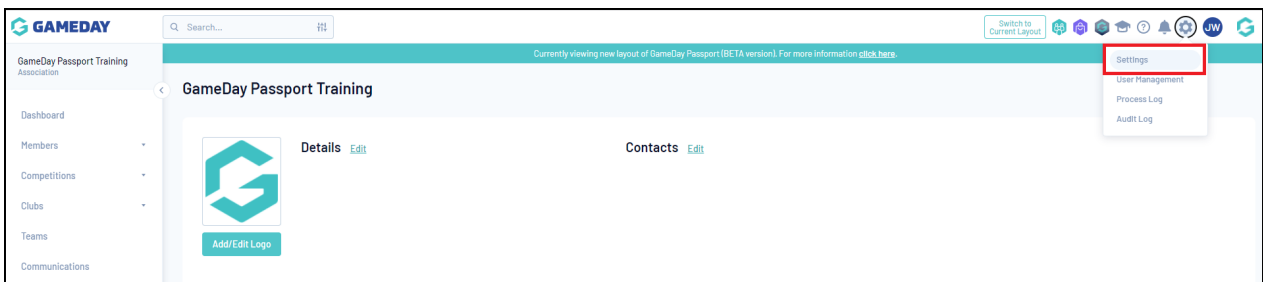 GAMEDAY
Search...
Switch to
Current Layout
JW
GameDay Passport Training
Association
Currently viewing new layout of GameDay Passport (BETA version). For more information click here.
Settings
User Management
Process Log
Audit Log
GameDay Passport Training
Dashboard
Members
Competitions
Clubs
Teams
Communications
Details Edit
Contacts Edit
Add/Edit Logo